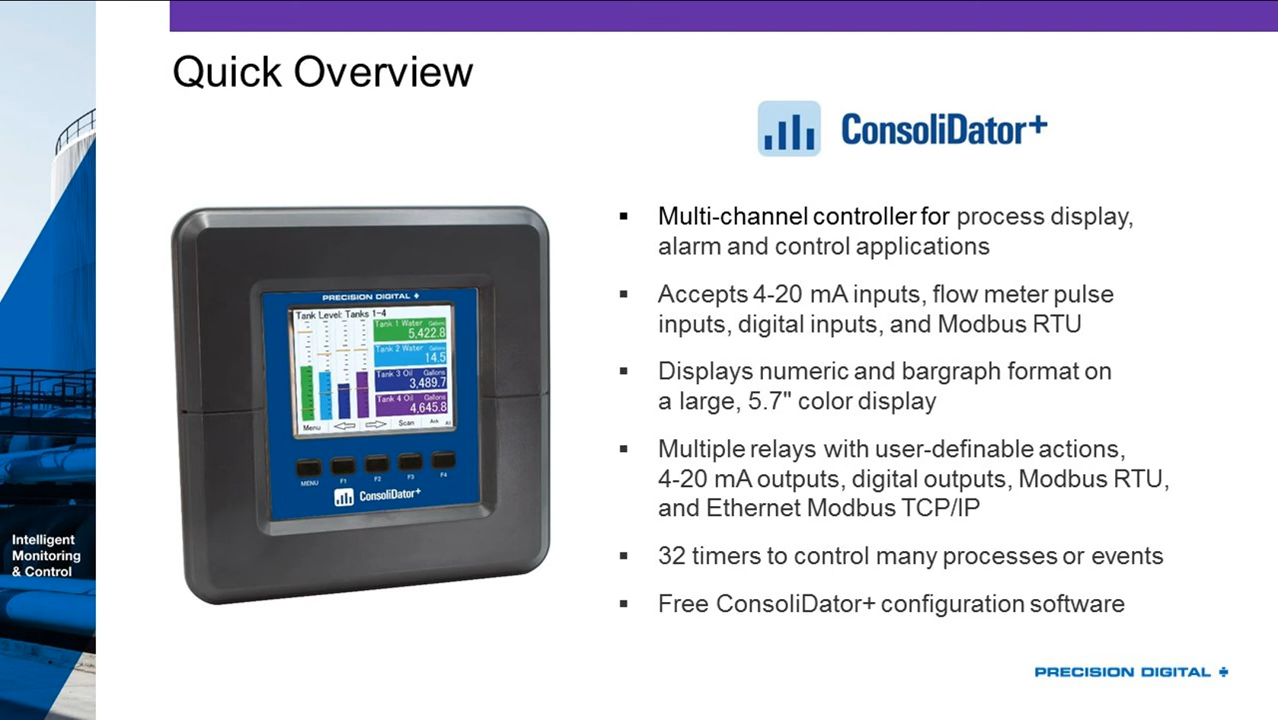 Quick Overview
ConsoliDator+
PRECISION DIGITAL
Tank Level: Tanks 1-4
Tank 1 Water Gallons
5,422.8
Tank 2 Water Gallons
14.5
Tank 3 Oil Gallons
3,489.7
Tank 4 Oil Gallons
4,645.8
Menu Scan Ack
MENU F1 F2 F3 F4
ConsoliDator+
▪ Multi-channel controller for process display,
alarm and control applications
▪ Accepts 4-20 mA inputs, flow meter pulse
inputs, digital inputs, and Modbus RTU
▪ Displays numeric and bargraph format on
a large, 5.7" color display
▪ Multiple relays with user-definable actions,
4-20 mA outputs, digital outputs, Modbus RTU,
and Ethernet Modbus TCP/IP
▪ 32 timers to control many processes or events
▪ Free ConsoliDator+ configuration software
Intelligent
Monitoring
& Control
PRECISION DIGITAL